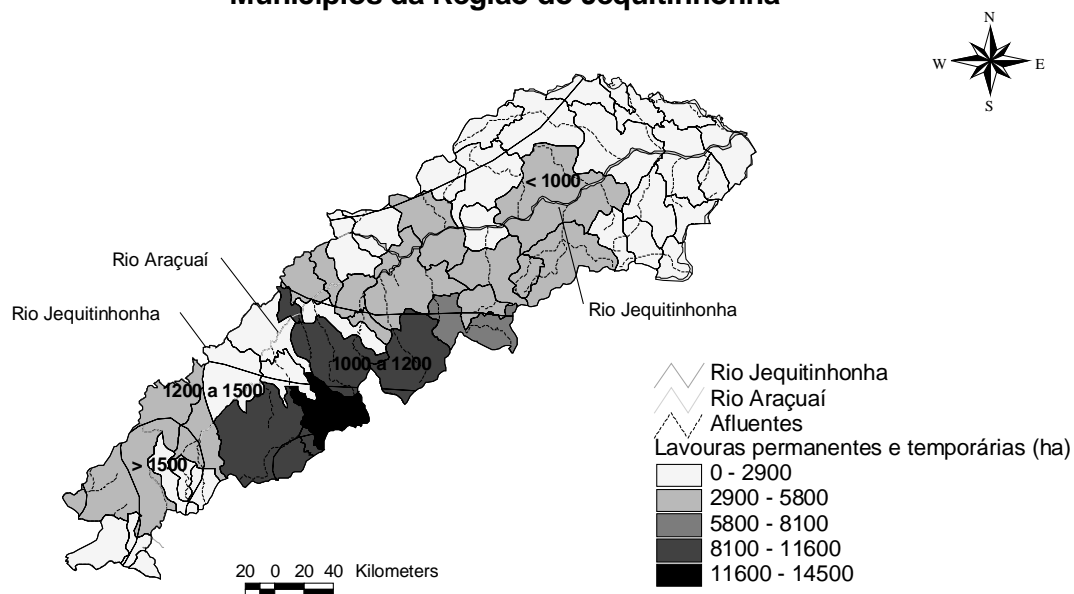 Municípios da Região do Jequitinhonha
N
W E
S
< 1000
Rio Araçuaí
Rio Jequitinhonha
Rio Jequitinhonha
1000 a 1200
1200 a 1500
> 1500
Rio Jequitinhonha
Rio Araçuaí
Afluentes
Lavouras permanentes e temporárias (ha)
0 - 2900
2900 - 5800
5800 - 8100
8100 - 11600
11600 - 14500
20 0 20 40 Kilometers